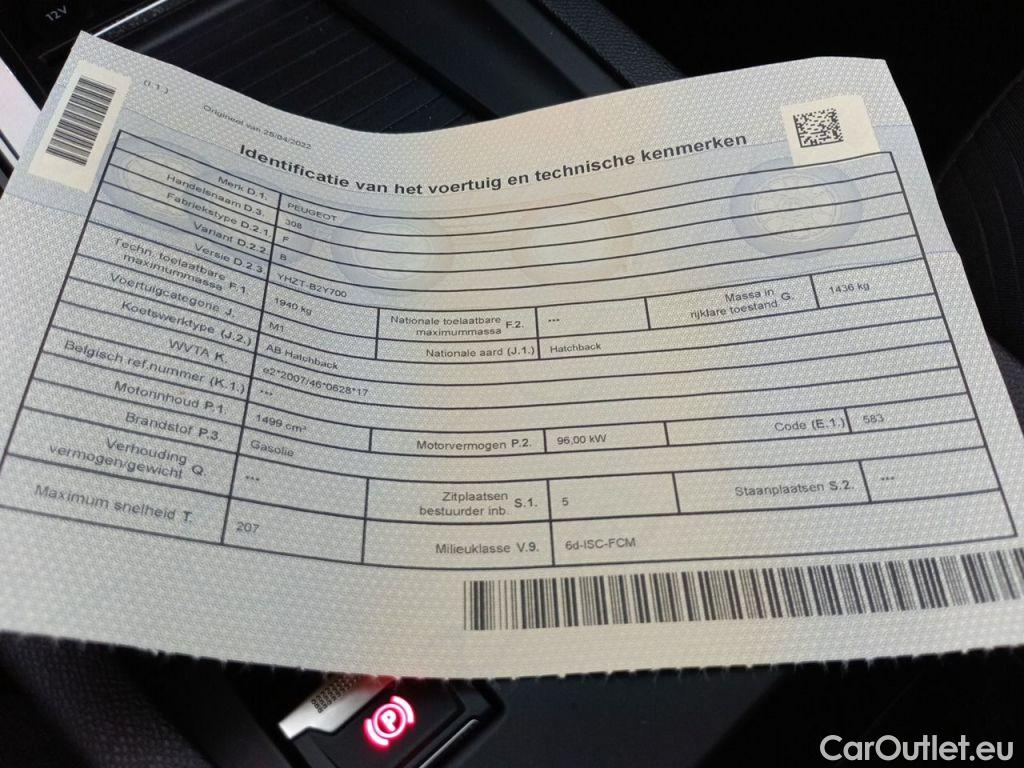 12V
(I.1.)
Origineel van 25/04/2022
Identificatie van het voertuig en technische kenmerken
Merk D.1. PEUGEOT
Handelsnaam D.3. 308
Fabriekstype D.2.1. F
Variant D.2.2. B
Versie D.2.3. YHZT-B2Y700
Techn. toelaatbare maximummassa F.1. 1940 kg Nationale toelaatbare maximummassa F.2. --- Massa in rijklare toestand G. 1436 kg
Voertuigcategorie J. M1
Koetswerktype (J.2.) AB Hatchback Nationale aard (J.1.) Hatchback
WVTA K. e2*2007/46*0628*17
Belgisch ref.nummer (K.1.) ---
Motorinhoud P.1. 1499 cm³ Motorvermogen P.2. 96,00 kW Code (E.1.) 583
Brandstof P.3. Gasolie
Verhouding vermogen/gewicht Q. --- Zitplaatsen bestuurder inb. S.1. 5 Staanplaatsen S.2. ---
Maximum snelheid T. 207 Milieuklasse V.9. 6d-ISC-FCM
P
CarOutlet.eu